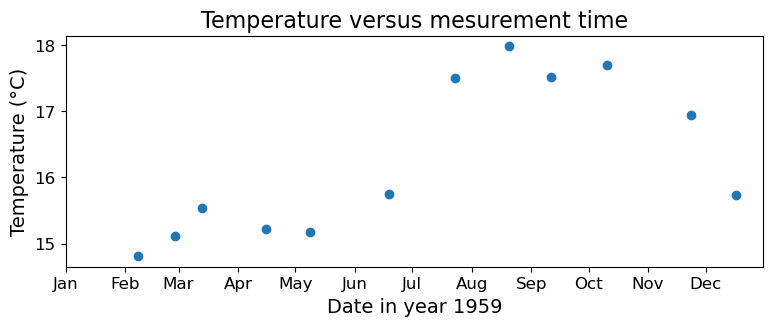 Temperature versus mesurement time
Temperature (°C)
18
17
16
15
Jan Feb Mar Apr May Jun Jul Aug Sep Oct Nov Dec
Date in year 1959